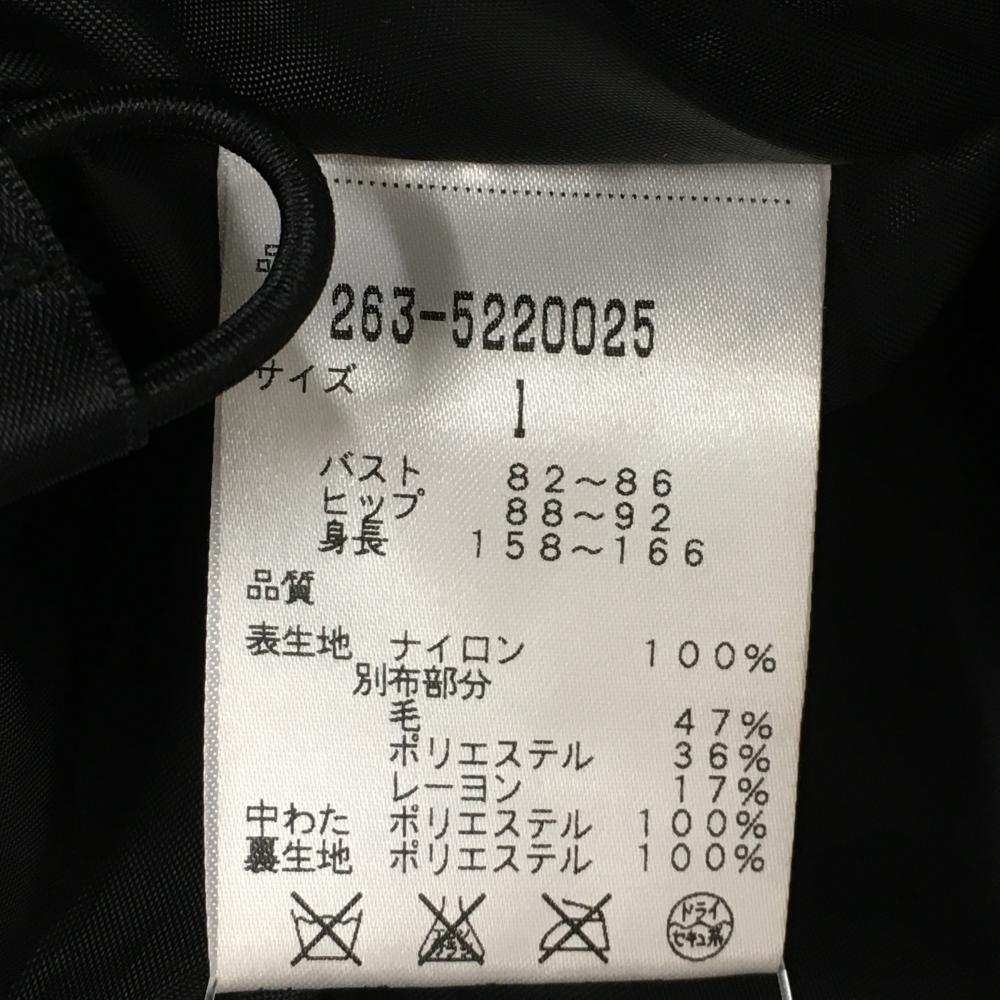 品
263-5220025
サイズ
1
バスト 82~86
ヒップ 88~92
身長 158~166
品質
表生地 ナイロン 100%
別布部分
毛 47%
ポリエステル 36%
レーヨン 17%
中わた ポリエステル 100%
裏生地 ポリエステル 100%
ドライ
セキユ系